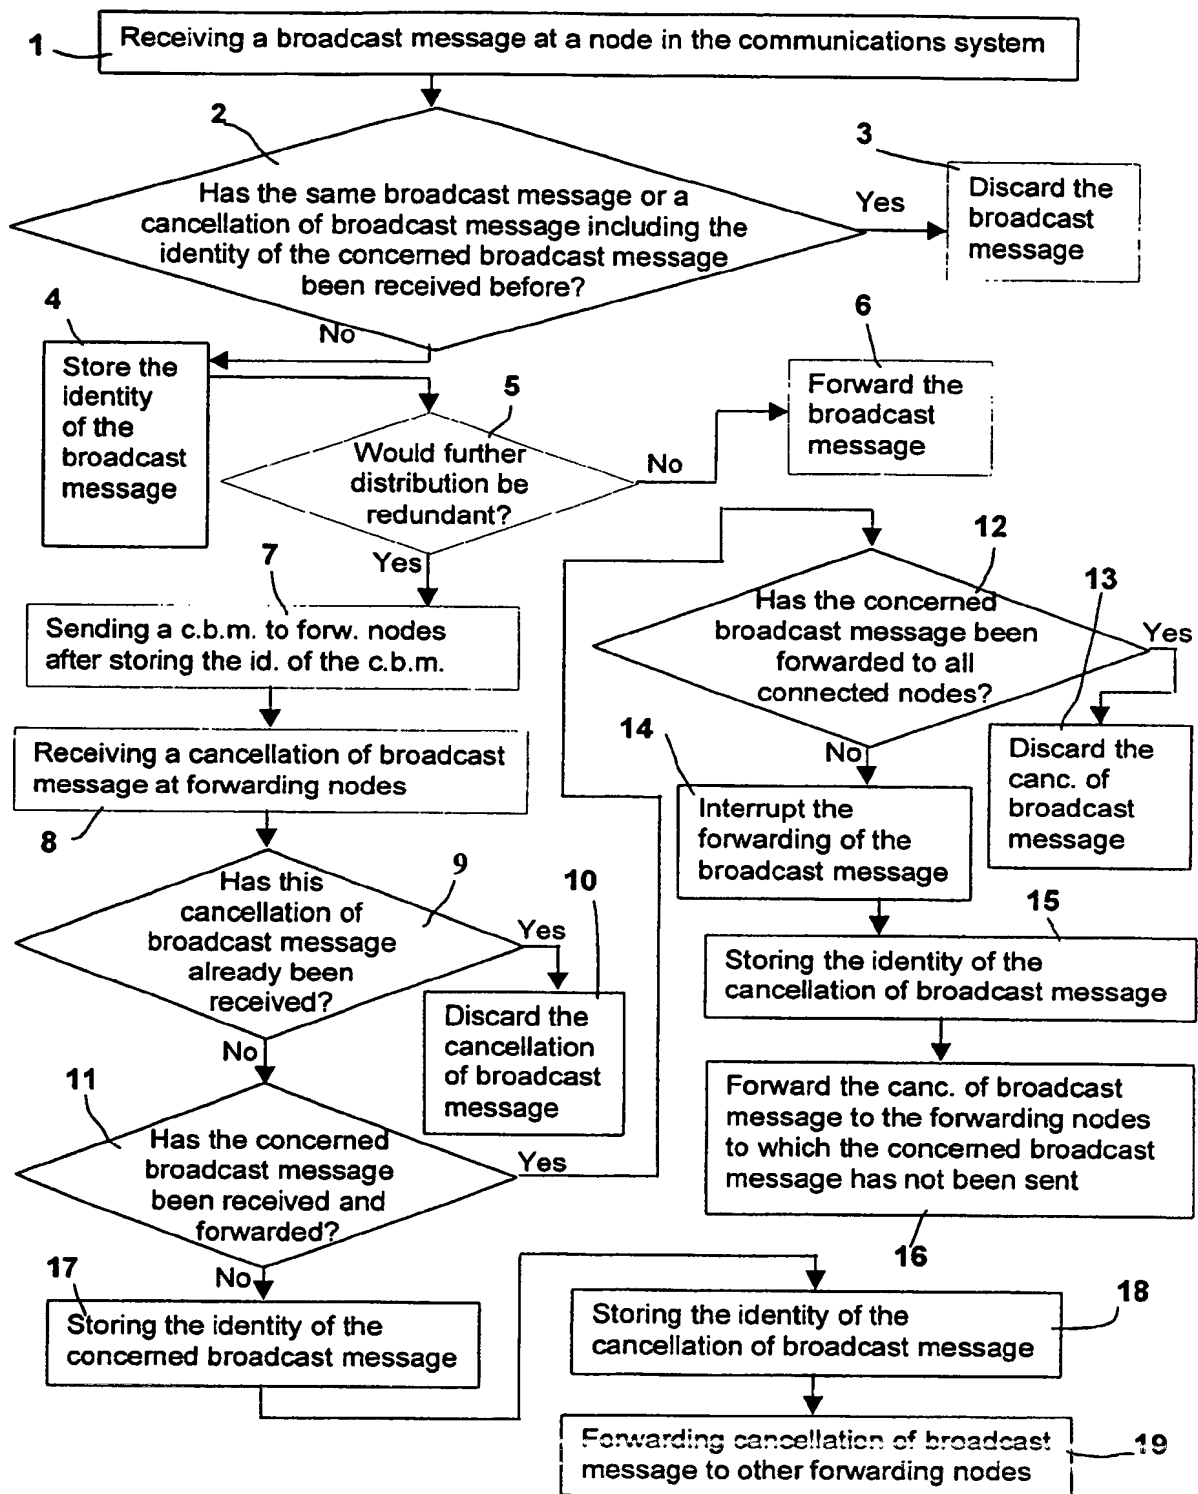 1
Receiving a broadcast message at a node in the communications system
2
Has the same broadcast message or a
cancellation of broadcast message including the
identity of the concerned broadcast message
been received before?
Yes
3
Discard the
broadcast
message
No
4
Store the
identity
of the
broadcast
message
5
Would further
distribution be
redundant?
No
6
Forward the
broadcast
message
Yes
7
Sending a c.b.m. to forw. nodes
after storing the id. of the c.b.m.
Receiving a cancellation of broadcast
message at forwarding nodes
8
9
Has this
cancellation of
broadcast message
already been
received?
Yes
10
Discard the
cancellation
of broadcast
message
No
11
Has the concerned
broadcast message
been received and
forwarded?
Yes
12
Has the concerned
broadcast message been
forwarded to all
connected nodes?
Yes
13
Discard the
canc. of
broadcast
message
No
14
Interrupt the
forwarding of the
broadcast message
15
Storing the identity of the
cancellation of broadcast message
Forward the canc. of broadcast
message to the forwarding nodes
to which the concerned broadcast
message has not been sent
16
No
17
Storing the identity of the
concerned broadcast message
18
Storing the identity of the
cancellation of broadcast message
Forwarding cancellation of broadcast
message to other forwarding nodes
19